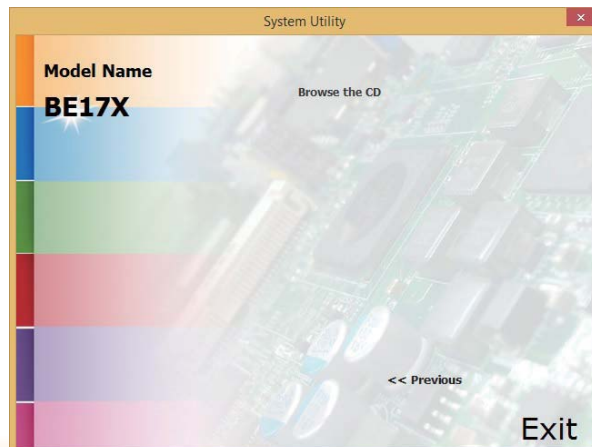 System Utility
Model Name
BE17X
Browse the CD
<< Previous
Exit